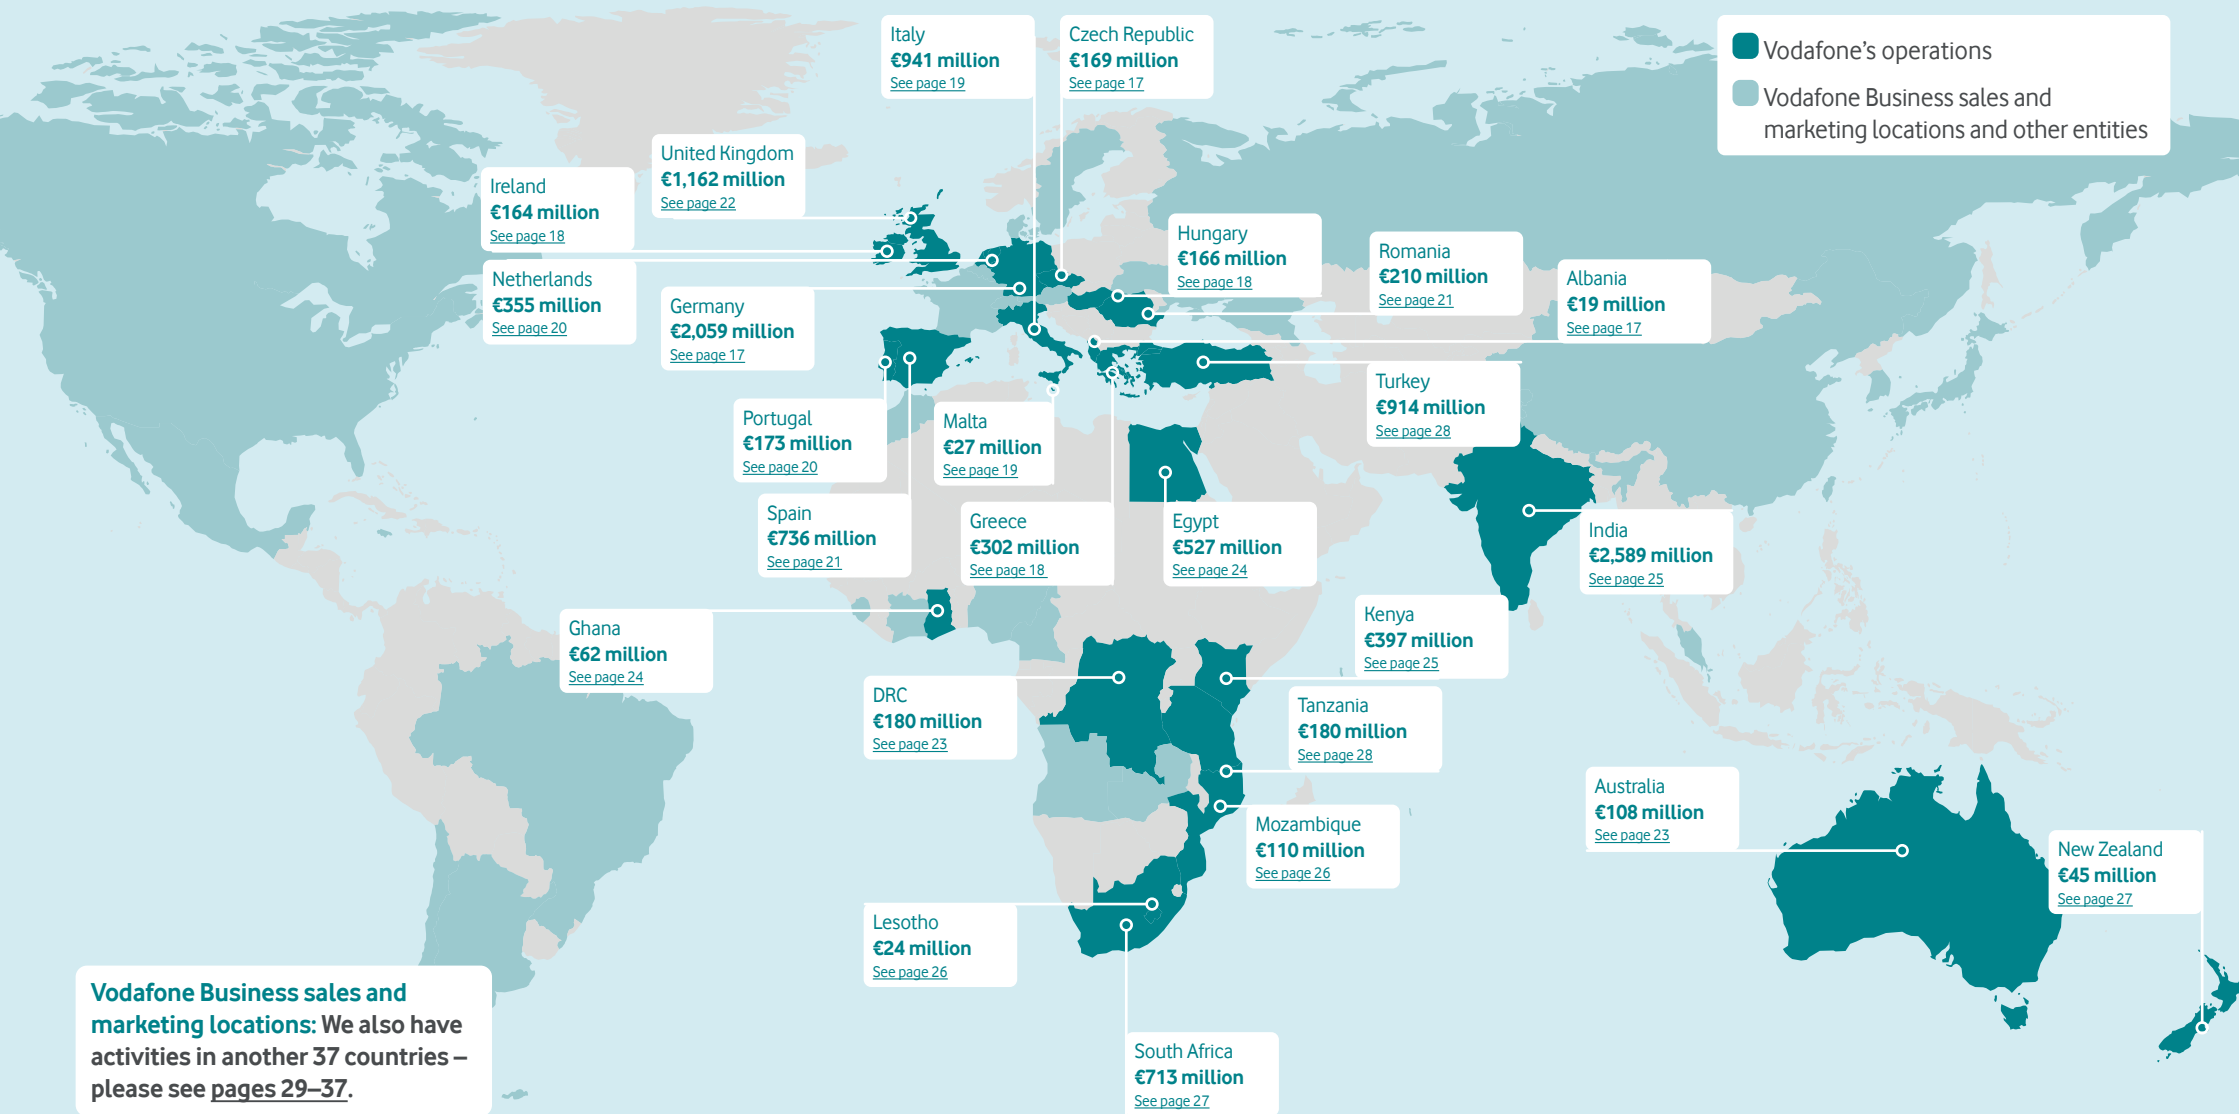 Italy
€941 million
See page 19
Czech Republic
€169 million
See page 17
Vodafone's operations
Vodafone Business sales and
marketing locations and other entities
United Kingdom
€1,162 million
See page 22
Ireland
€164 million
See page 18
Netherlands
€355 million
See page 20
Germany
€2,059 million
See page 17
Hungary
€166 million
See page 18
Romania
€210 million
See page 21
Albania
€19 million
See page 17
Turkey
€914 million
See page 28
Portugal
€173 million
See page 20
Malta
€27 million
See page 19
Spain
€736 million
See page 21
Greece
€302 million
See page 18
Egypt
€527 million
See page 24
India
€2,589 million
See page 25
Ghana
€62 million
See page 24
Kenya
€397 million
See page 25
DRC
€180 million
See page 23
Tanzania
€180 million
See page 28
Mozambique
€110 million
See page 26
Australia
€108 million
See page 23
New Zealand
€45 million
See page 27
Lesotho
€24 million
See page 26
South Africa
€713 million
See page 27
Vodafone Business sales and
marketing locations: We also have
activities in another 37 countries –
please see pages 29–37.